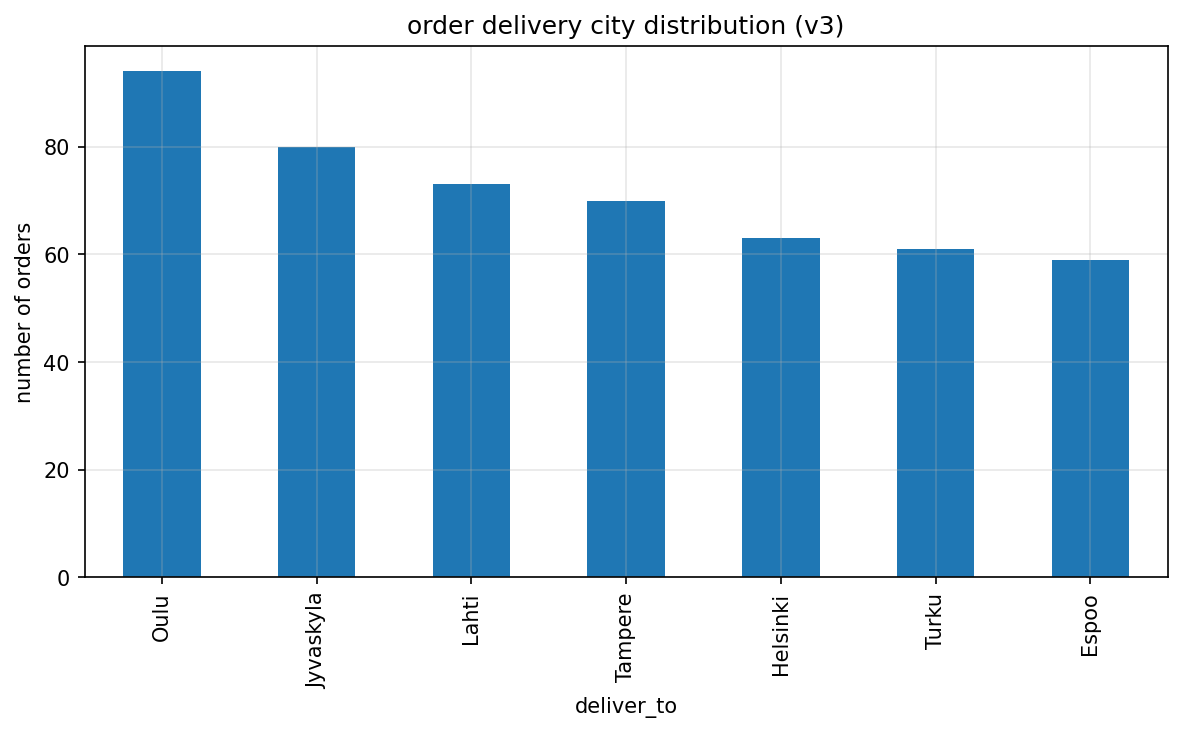 order delivery city distribution (v3)
number of orders
80
60
40
20
0
Oulu
Jyvaskyla
Lahti
Tampere
Helsinki
Turku
Espoo
deliver_to